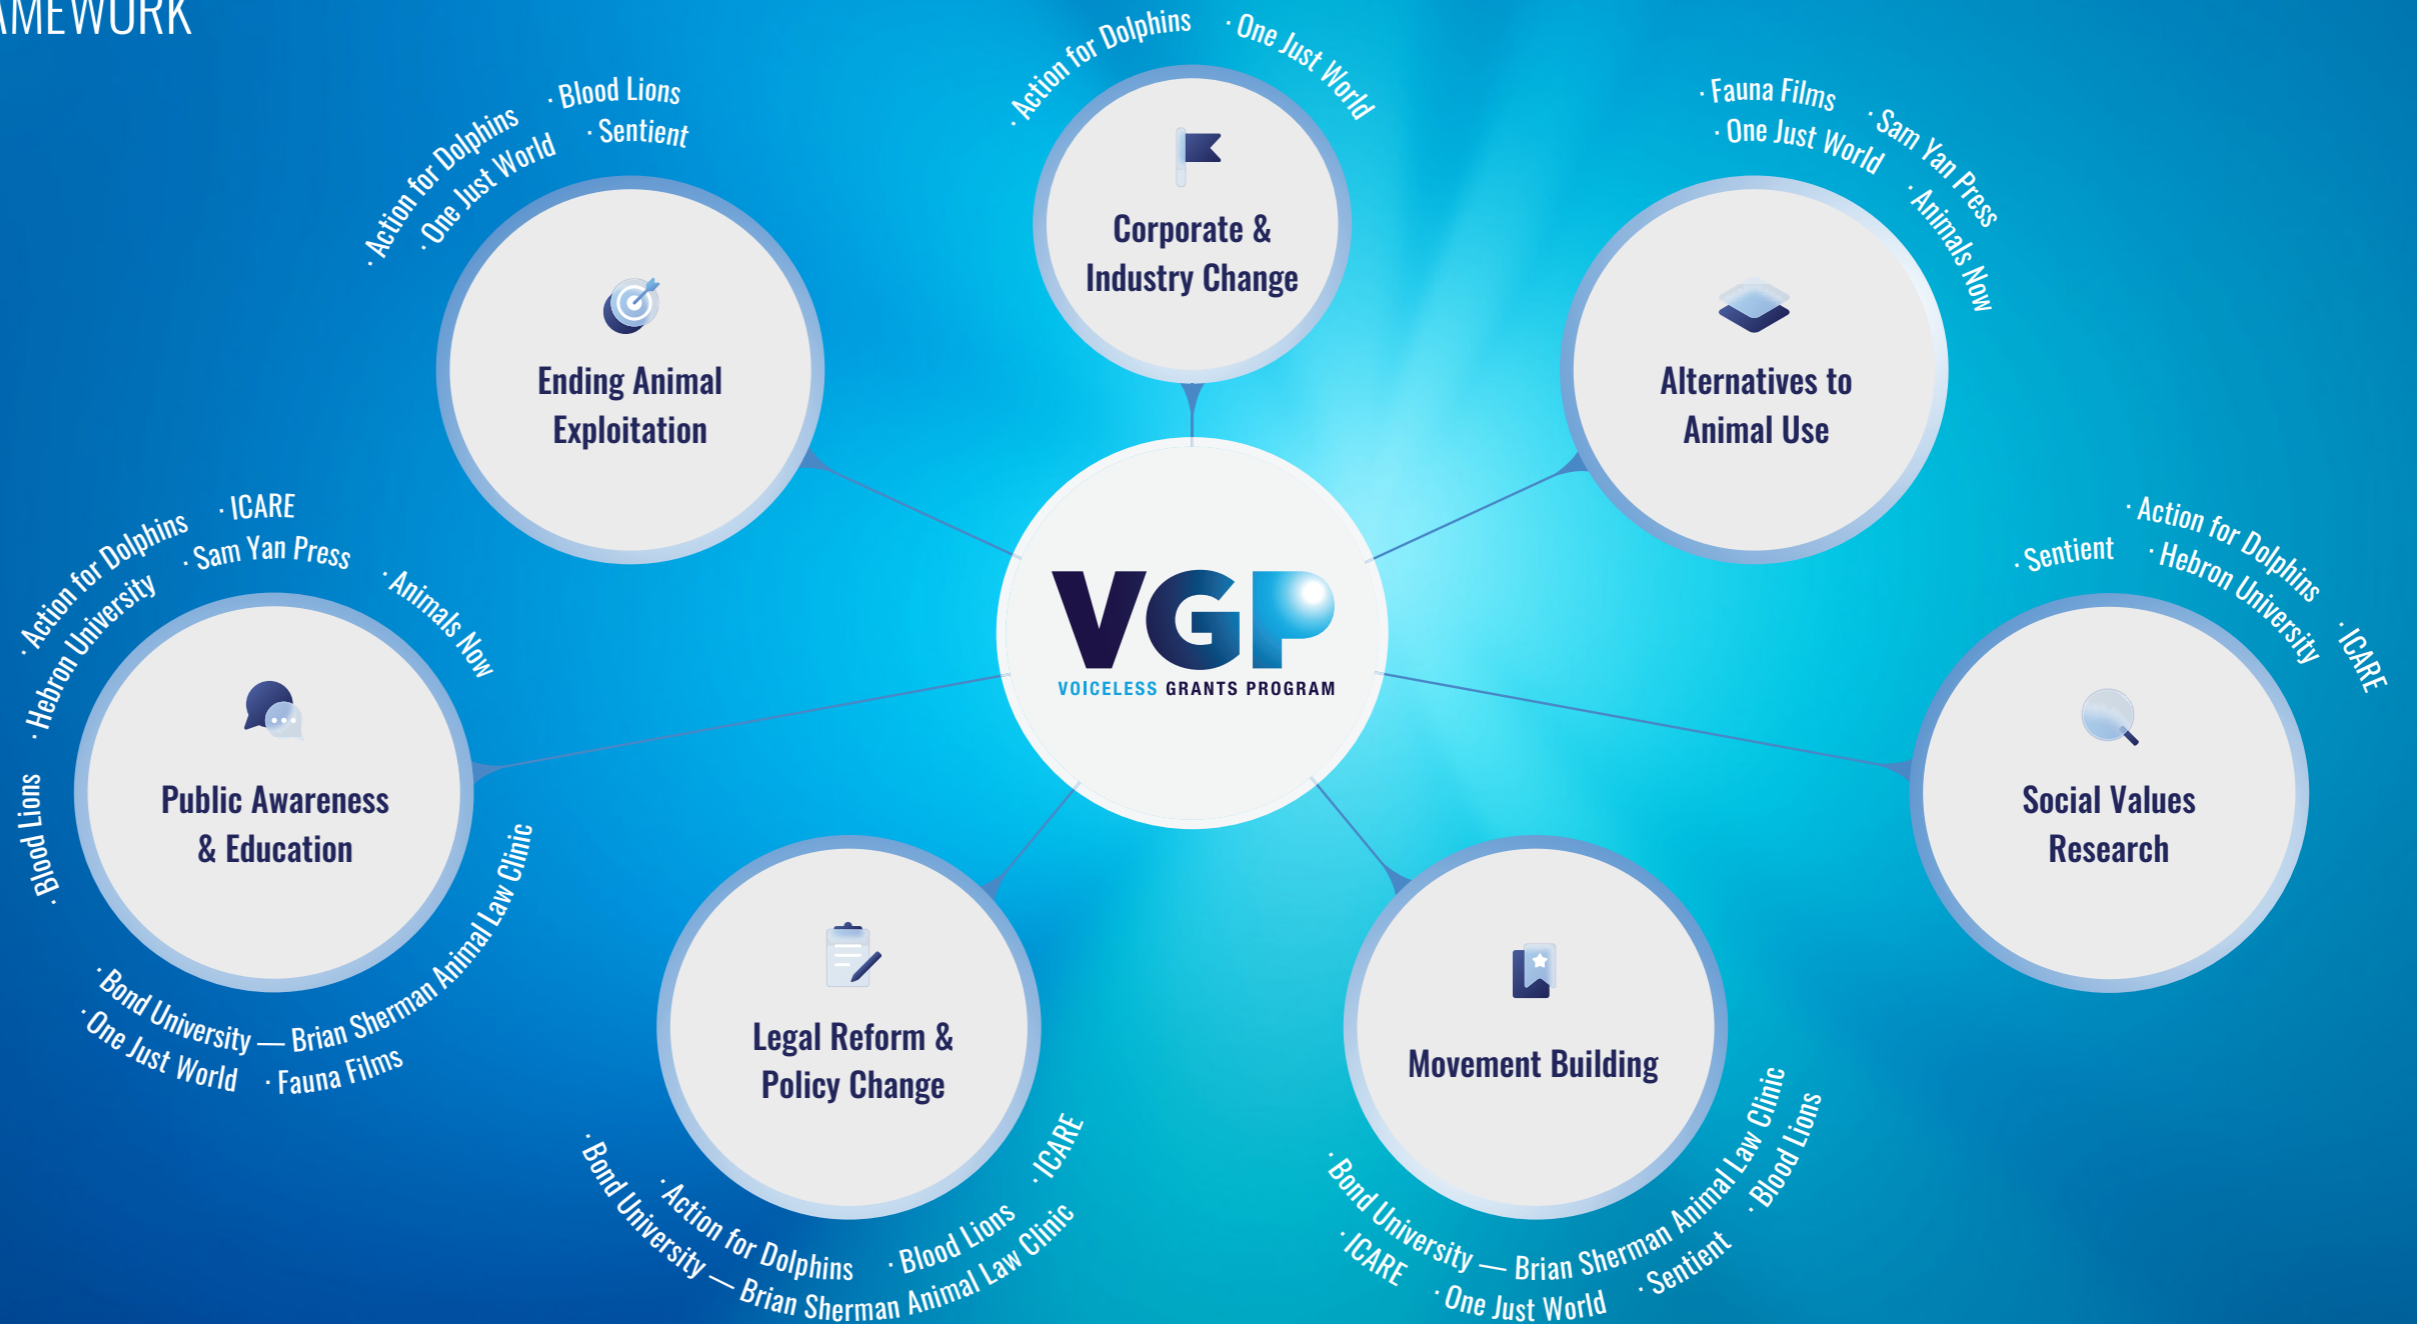 · Action for Dolphins
· One Just World
Corporate &
Industry Change
· Action for Dolphins
· Blood Lions
· One Just World
· Sentient
Ending Animal
Exploitation
· Fauna Films
· Sam Yan Press
· One Just World
· Animals Now
Alternatives to
Animal Use
VGP
VOICELESS GRANTS PROGRAM
· Action for Dolphins
· ICARE
· Hebron University
· Sam Yan Press
· Animals Now
· Blood Lions
Public Awareness
& Education
· Bond University — Brian Sherman Animal Law Clinic
· One Just World
· Fauna Films
· Action for Dolphins
· Sentient
· Hebron University
· ICARE
Social Values
Research
Legal Reform &
Policy Change
· Action for Dolphins
· Blood Lions
· ICARE
· Bond University — Brian Sherman Animal Law Clinic
Movement Building
· Bond University — Brian Sherman Animal Law Clinic
· ICARE
· One Just World
· Sentient
· Blood Lions